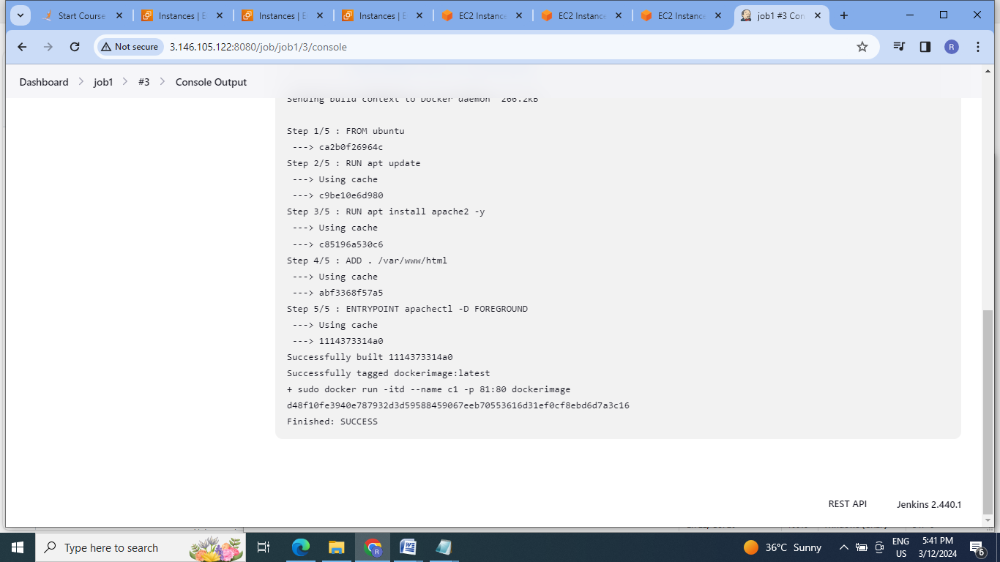 Start Course
Instances | E
Instances | E
Instances | E
EC2 Instance
EC2 Instance
EC2 Instance
job1 #3 Con
Not secure
3.146.105.122:8080/job/job1/3/console
R
Dashboard
job1
#3
Console Output
Sending build context to Docker daemon 266.2kB
Step 1/5 : FROM ubuntu
---> ca2b0f26964c
Step 2/5 : RUN apt update
---> Using cache
---> c9be10e6d980
Step 3/5 : RUN apt install apache2 -y
---> Using cache
---> c85196a530c6
Step 4/5 : ADD . /var/www/html
---> Using cache
---> abf3368f57a5
Step 5/5 : ENTRYPOINT apachectl -D FOREGROUND
---> Using cache
---> 1114373314a0
Successfully built 1114373314a0
Successfully tagged dockerimage:latest
+ sudo docker run -itd --name c1 -p 81:80 dockerimage
d48f10fe3940e787932d3d59588459067eeb70553616d31ef0cf8ebd6d7a3c16
Finished: SUCCESS
REST API
Jenkins 2.440.1
Type here to search
R
36°C Sunny
ENG
US
5:41 PM
3/12/2024
6